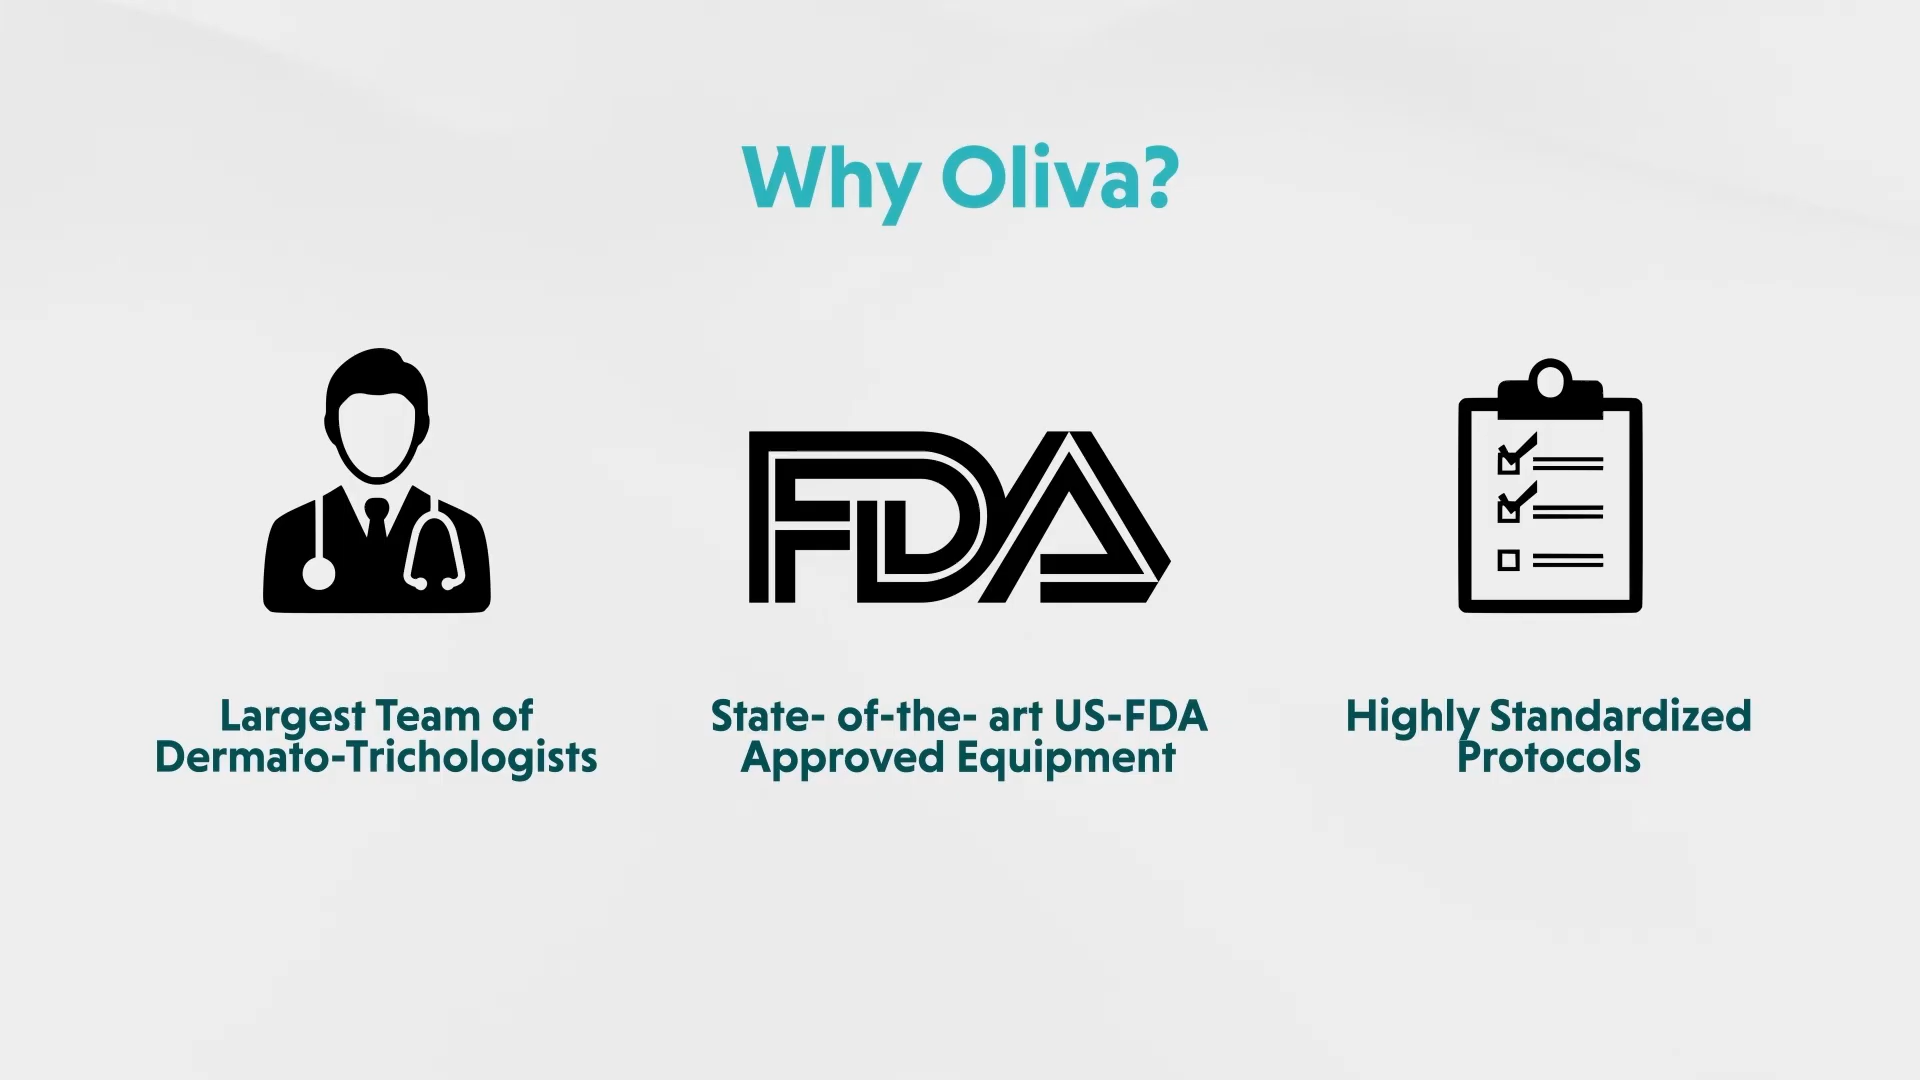 Why Oliva?
FDA
Largest Team of
Dermato-Trichologists
State- of-the- art US-FDA
Approved Equipment
Highly Standardized
Protocols